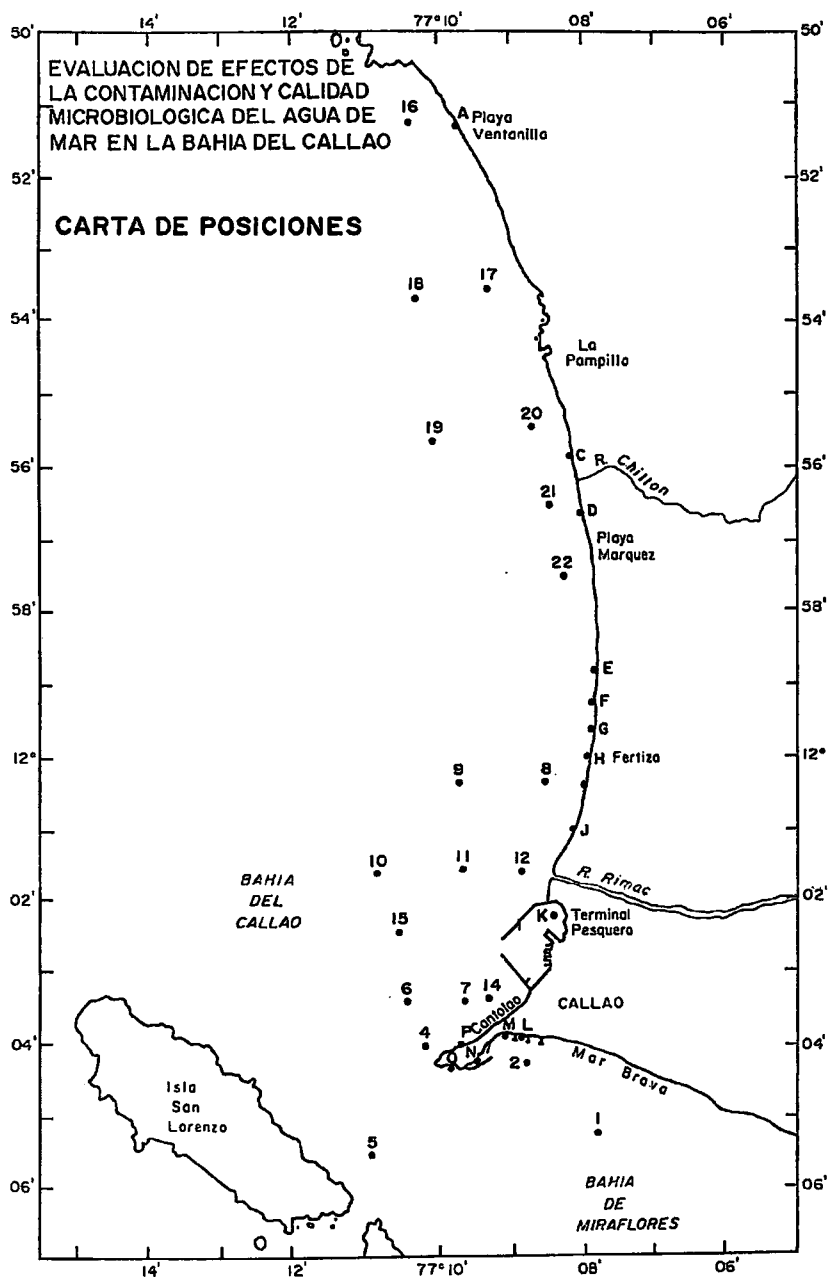 14'
12'
77°10'
08'
06'
50'
50'
EVALUACION DE EFECTOS DE
LA CONTAMINACION Y CALIDAD
MICROBIOLOGICA DEL AGUA DE
MAR EN LA BAHIA DEL CALLAO
16
A Playa
Ventanilla
52'
52'
CARTA DE POSICIONES
18
17
54'
54'
La
Pampilla
19
20
C
R. Chillon
56'
56'
21
D
Playa
Marquez
22
58'
58'
E
F
G
12°
12°
H Fertiza
9
8
J
10
11
12
BAHIA
DEL
CALLAO
R. Rimac
02'
02'
15
K
Terminal
Pesquero
6
7
14
Cantolao
CALLAO
04'
04'
4
P
M
L
O
N
2
Mar Brava
Isla
San
Lorenzo
1
5
06'
06'
BAHIA
DE
MIRAFLORES
14'
12'
77°10'
08'
06'